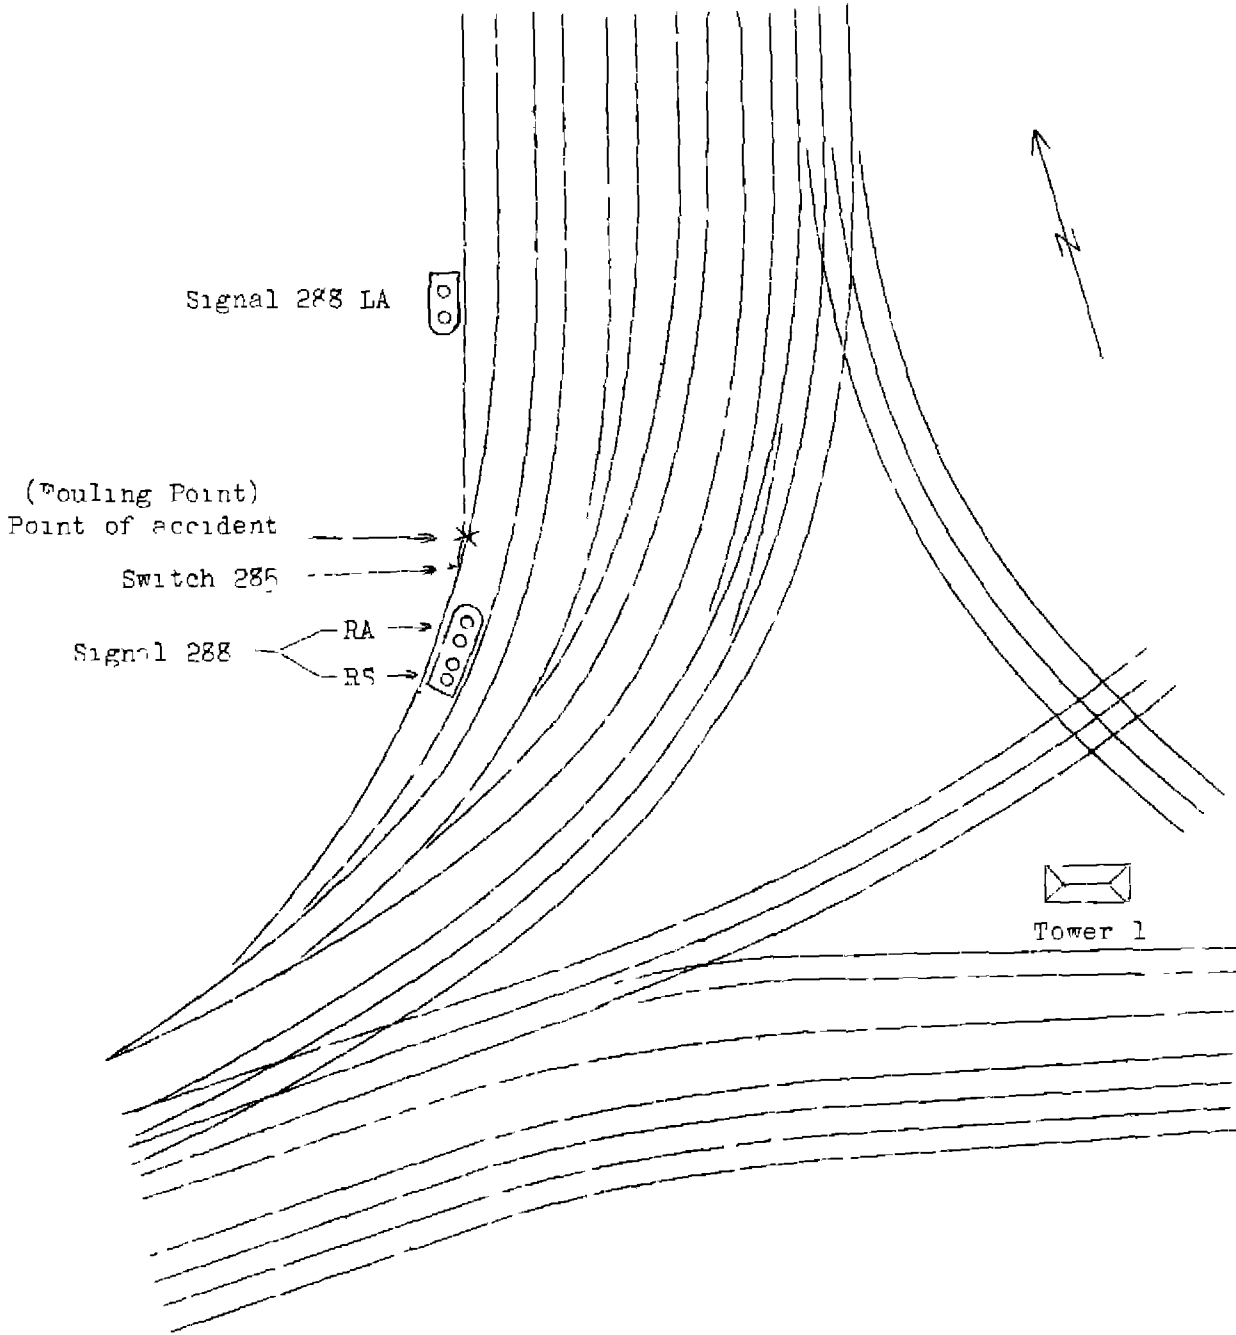 N
Signal 288 LA
(Fouling Point)
Point of accident
Switch 285
RA
Signal 288
RS
Tower 1